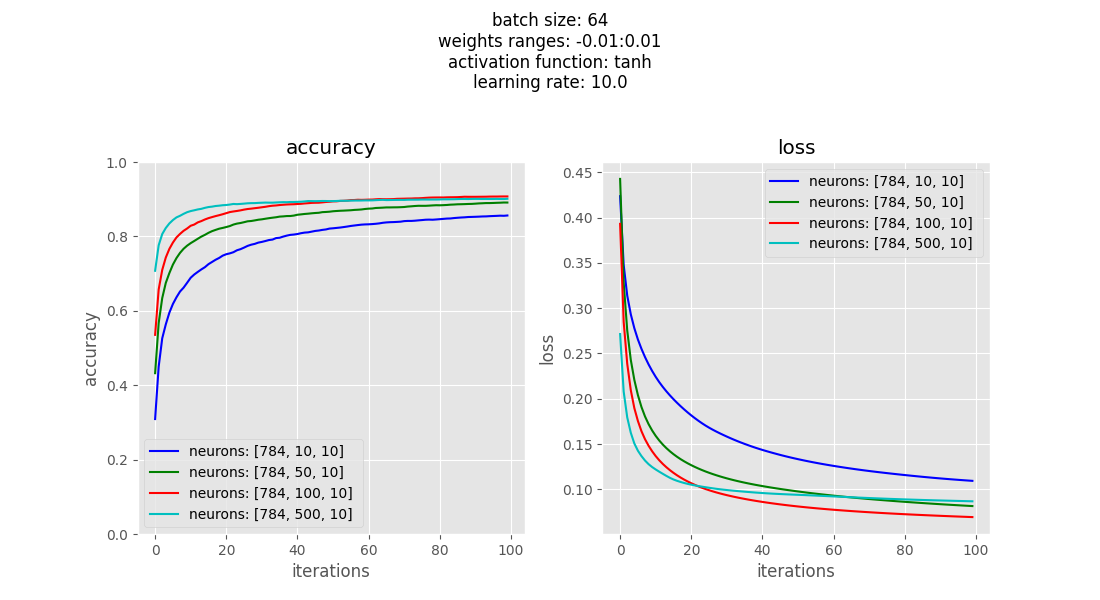 batch size: 64
weights ranges: -0.01:0.01
activation function: tanh
learning rate: 10.0
accuracy
1.0
0.8
0.6
0.4
0.2
0.0
accuracy
neurons: [784, 10, 10]
neurons: [784, 50, 10]
neurons: [784, 100, 10]
neurons: [784, 500, 10]
0 20 40 60 80 100
iterations
loss
0.45
0.40
0.35
0.30
0.25
0.20
0.15
0.10
loss
neurons: [784, 10, 10]
neurons: [784, 50, 10]
neurons: [784, 100, 10]
neurons: [784, 500, 10]
0 20 40 60 80 100
iterations